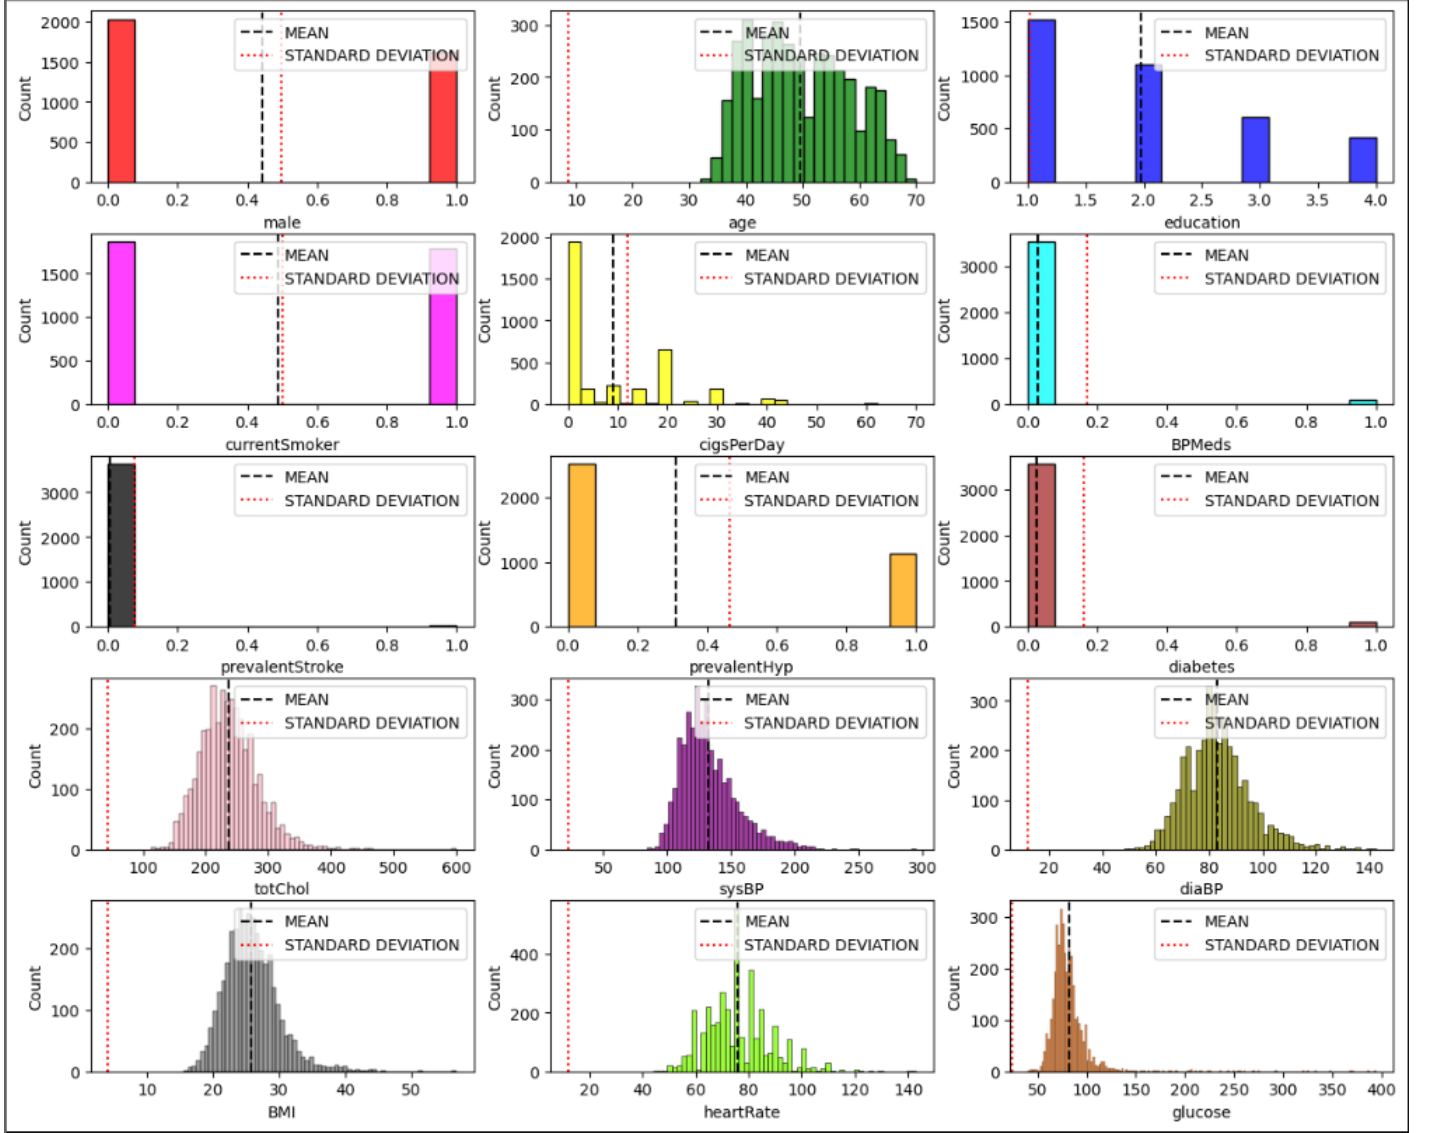 2000
1500
1000
500
0
Count
0.0 0.2 0.4 0.6 0.8 1.0
male
MEAN
STANDARD DEVIATION
300
200
100
0
Count
10 20 30 40 50 60 70
age
MEAN
STANDARD DEVIATION
1500
1000
500
0
Count
1.0 1.5 2.0 2.5 3.0 3.5 4.0
education
MEAN
STANDARD DEVIATION
1500
1000
500
0
Count
0.0 0.2 0.4 0.6 0.8 1.0
currentSmoker
MEAN
STANDARD DEVIATION
2000
1500
1000
500
0
Count
0 10 20 30 40 50 60 70
cigsPerDay
MEAN
STANDARD DEVIATION
3000
2000
1000
0
Count
0.0 0.2 0.4 0.6 0.8 1.0
BPMeds
MEAN
STANDARD DEVIATION
3000
2000
1000
0
Count
0.0 0.2 0.4 0.6 0.8 1.0
prevalentStroke
MEAN
STANDARD DEVIATION
2000
1000
0
Count
0.0 0.2 0.4 0.6 0.8 1.0
prevalentHyp
MEAN
STANDARD DEVIATION
3000
2000
1000
0
Count
0.0 0.2 0.4 0.6 0.8 1.0
diabetes
MEAN
STANDARD DEVIATION
200
100
0
Count
100 200 300 400 500 600
totChol
MEAN
STANDARD DEVIATION
300
200
100
0
Count
50 100 150 200 250 300
sysBP
MEAN
STANDARD DEVIATION
300
200
100
0
Count
20 40 60 80 100 120 140
diaBP
MEAN
STANDARD DEVIATION
200
100
0
Count
10 20 30 40 50
BMI
MEAN
STANDARD DEVIATION
400
200
0
Count
20 40 60 80 100 120 140
heartRate
MEAN
STANDARD DEVIATION
300
200
100
0
Count
50 100 150 200 250 300 350 400
glucose
MEAN
STANDARD DEVIATION